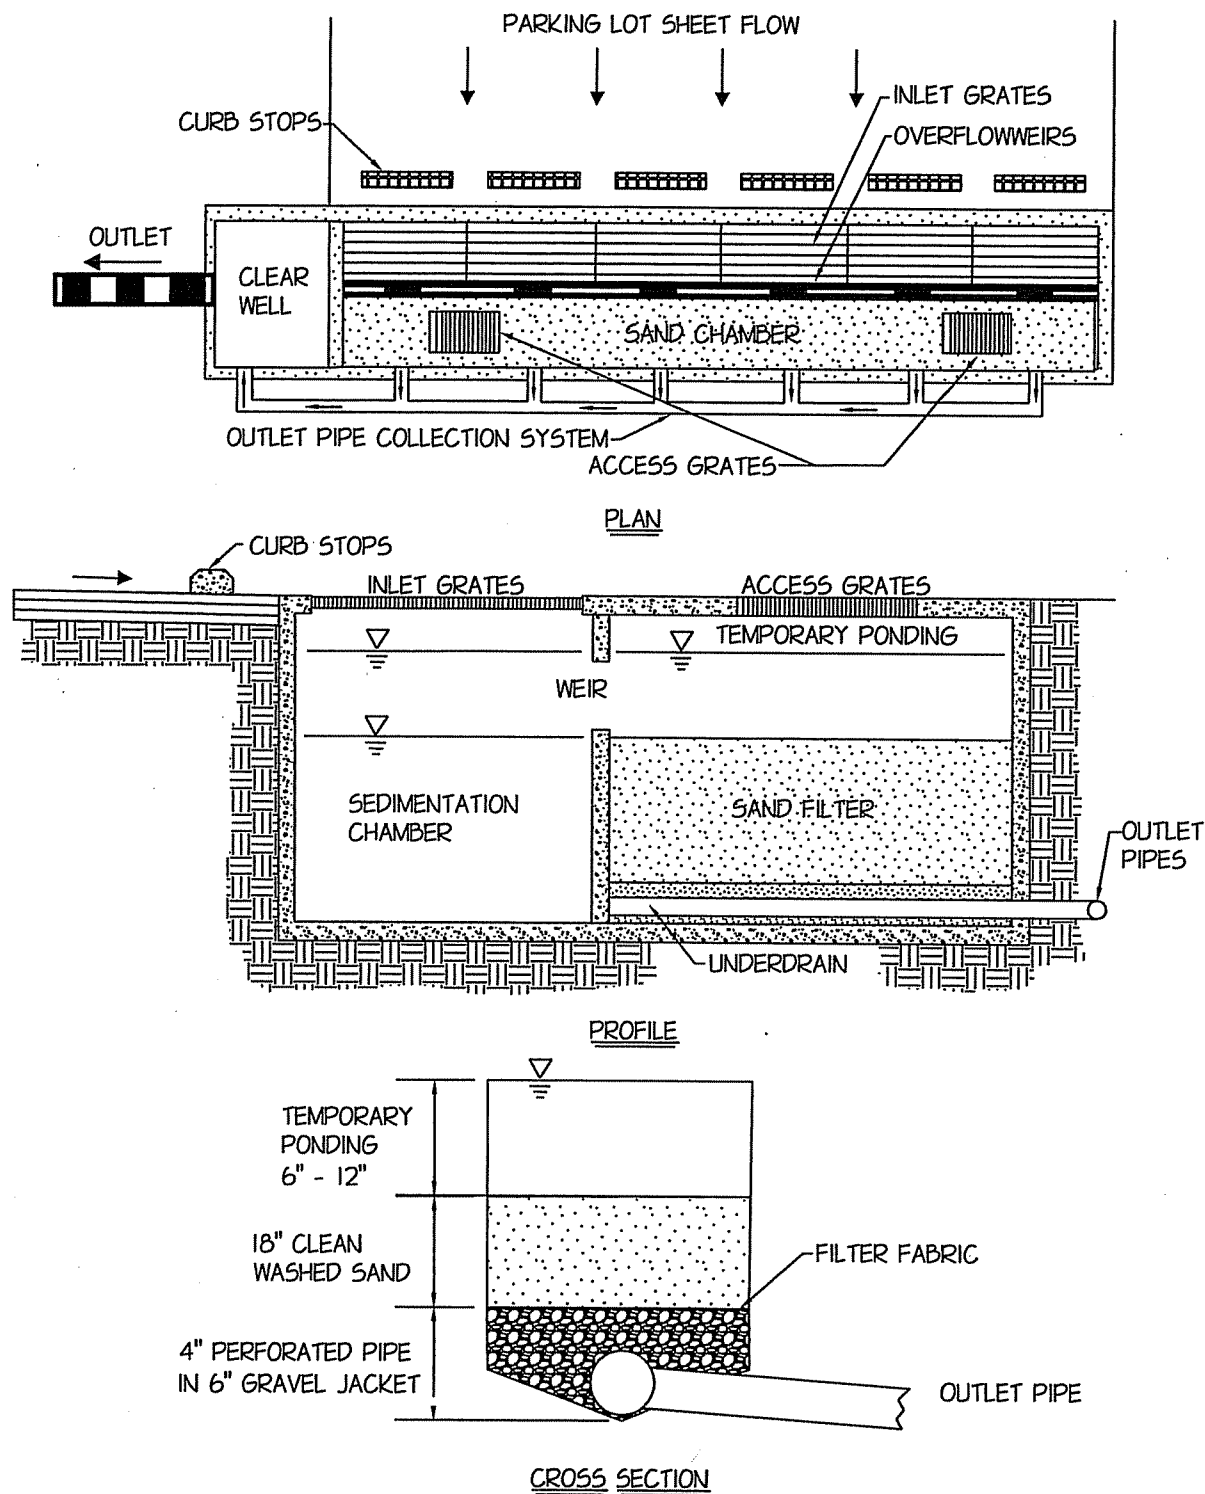 PARKING LOT SHEET FLOW
INLET GRATES
CURB STOPS
OVERFLOWWEIRS
OUTLET
CLEAR
WELL
SAND CHAMBER
OUTLET PIPE COLLECTION SYSTEM
ACCESS GRATES
PLAN
CURB STOPS
INLET GRATES
ACCESS GRATES
TEMPORARY PONDING
WEIR
SEDIMENTATION
CHAMBER
SAND FILTER
OUTLET
PIPES
UNDERDRAIN
PROFILE
TEMPORARY
PONDING
6" - 12"
18" CLEAN
WASHED SAND
FILTER FABRIC
4" PERFORATED PIPE
IN 6" GRAVEL JACKET
OUTLET PIPE
CROSS SECTION